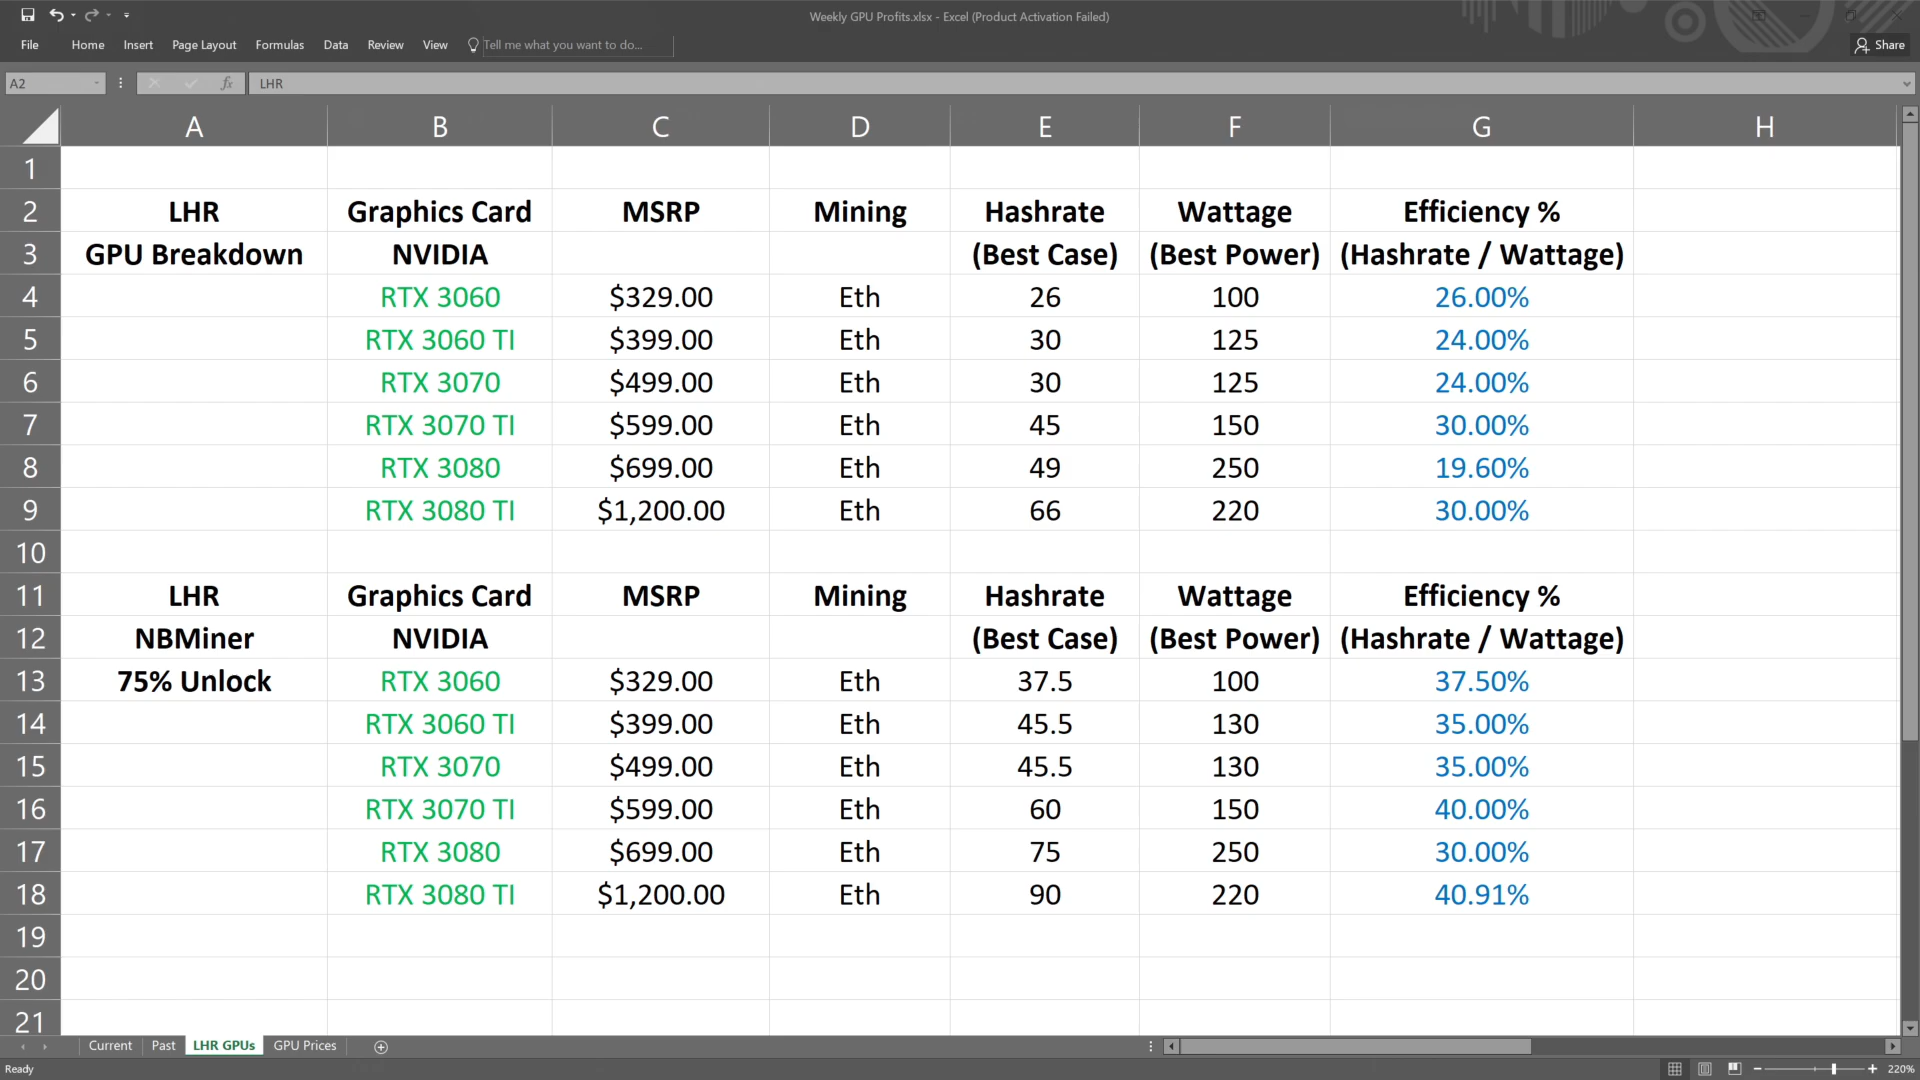 Weekly GPU Profits.xlsx - Excel (Product Activation Failed)
File Home Insert Page Layout Formulas Data Review View Tell me what you want to do... Share
A2 fx LHR
A B C D E F G H
1
2 LHR Graphics Card MSRP Mining Hashrate Wattage Efficiency %
3 GPU Breakdown NVIDIA (Best Case) (Best Power) (Hashrate / Wattage)
4 RTX 3060 $329.00 Eth 26 100 26.00%
5 RTX 3060 TI $399.00 Eth 30 125 24.00%
6 RTX 3070 $499.00 Eth 30 125 24.00%
7 RTX 3070 TI $599.00 Eth 45 150 30.00%
8 RTX 3080 $699.00 Eth 49 250 19.60%
9 RTX 3080 TI $1,200.00 Eth 66 220 30.00%
10
11 LHR Graphics Card MSRP Mining Hashrate Wattage Efficiency %
12 NBMiner NVIDIA (Best Case) (Best Power) (Hashrate / Wattage)
13 75% Unlock RTX 3060 $329.00 Eth 37.5 100 37.50%
14 RTX 3060 TI $399.00 Eth 45.5 130 35.00%
15 RTX 3070 $499.00 Eth 45.5 130 35.00%
16 RTX 3070 TI $599.00 Eth 60 150 40.00%
17 RTX 3080 $699.00 Eth 75 250 30.00%
18 RTX 3080 TI $1,200.00 Eth 90 220 40.91%
19
20
21
Current Past LHR GPUs GPU Prices
Ready 220%